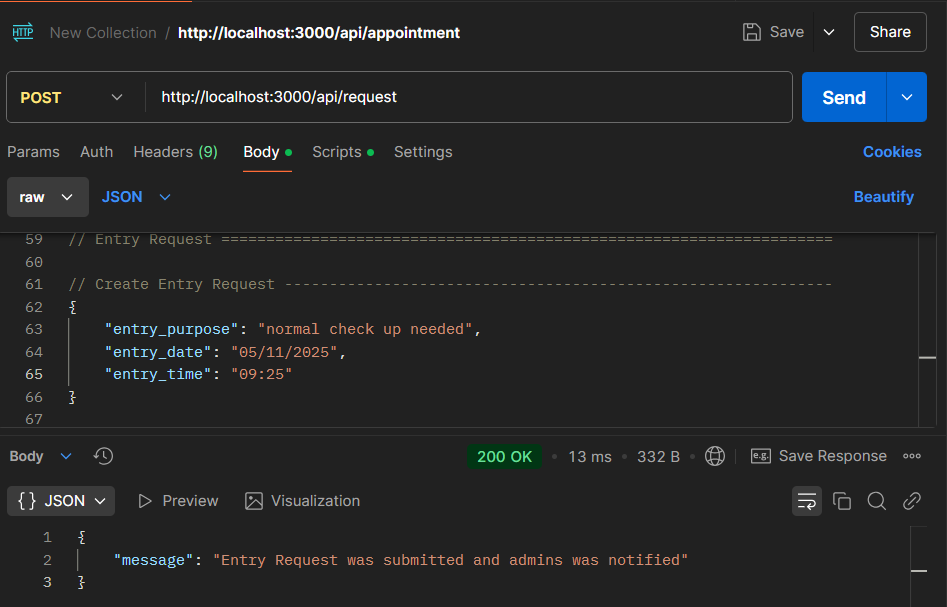 HTTP New Collection / http://localhost:3000/api/appointment Save Share
POST http://localhost:3000/api/request Send
Params Auth Headers (9) Body Scripts Settings Cookies
raw JSON Beautify
59 // Entry Request ====================================================================
60
61 // Create Entry Request -------------------------------------------------------------
62 {
63 "entry_purpose": "normal check up needed",
64 "entry_date": "05/11/2025",
65 "entry_time": "09:25"
66 }
67
Body 200 OK • 13 ms • 332 B • e.g. Save Response
{} JSON Preview Visualization
1 {
2 "message": "Entry Request was submitted and admins was notified"
3 }